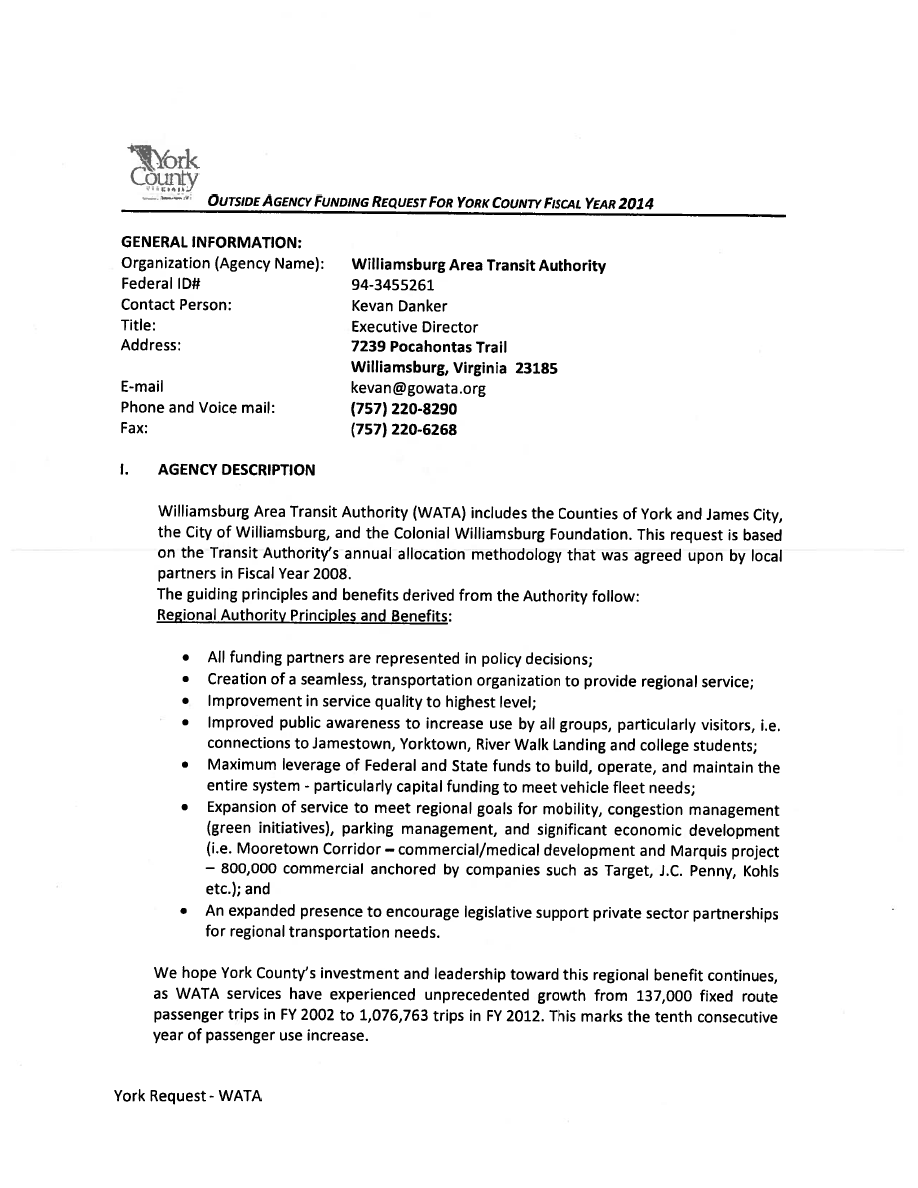 York
County
OUTSIDE AGENCY FUNDING REQUEST FOR YORK COUNTY FISCAL YEAR 2014
GENERAL INFORMATION:
Organization (Agency Name): Williamsburg Area Transit Authority
Federal ID# 94-3455261
Contact Person: Kevan Danker
Title: Executive Director
Address: 7239 Pocahontas Trail
Williamsburg, Virginia 23185
E-mail kevan@gowata.org
Phone and Voice mail: (757) 220-8290
Fax: (757) 220-6268
I. AGENCY DESCRIPTION
Williamsburg Area Transit Authority (WATA) includes the Counties of York and James City,
the City of Williamsburg, and the Colonial Williamsburg Foundation. This request is based
on the Transit Authority's annual allocation methodology that was agreed upon by local
partners in Fiscal Year 2008.
The guiding principles and benefits derived from the Authority follow:
Regional Authority Principles and Benefits:
• All funding partners are represented in policy decisions;
• Creation of a seamless, transportation organization to provide regional service;
• Improvement in service quality to highest level;
• Improved public awareness to increase use by all groups, particularly visitors, i.e.
connections to Jamestown, Yorktown, River Walk Landing and college students;
• Maximum leverage of Federal and State funds to build, operate, and maintain the
entire system - particularly capital funding to meet vehicle fleet needs;
• Expansion of service to meet regional goals for mobility, congestion management
(green initiatives), parking management, and significant economic development
(i.e. Mooretown Corridor – commercial/medical development and Marquis project
– 800,000 commercial anchored by companies such as Target, J.C. Penny, Kohls
etc.); and
• An expanded presence to encourage legislative support private sector partnerships
for regional transportation needs.
We hope York County's investment and leadership toward this regional benefit continues,
as WATA services have experienced unprecedented growth from 137,000 fixed route
passenger trips in FY 2002 to 1,076,763 trips in FY 2012. This marks the tenth consecutive
year of passenger use increase.
York Request - WATA